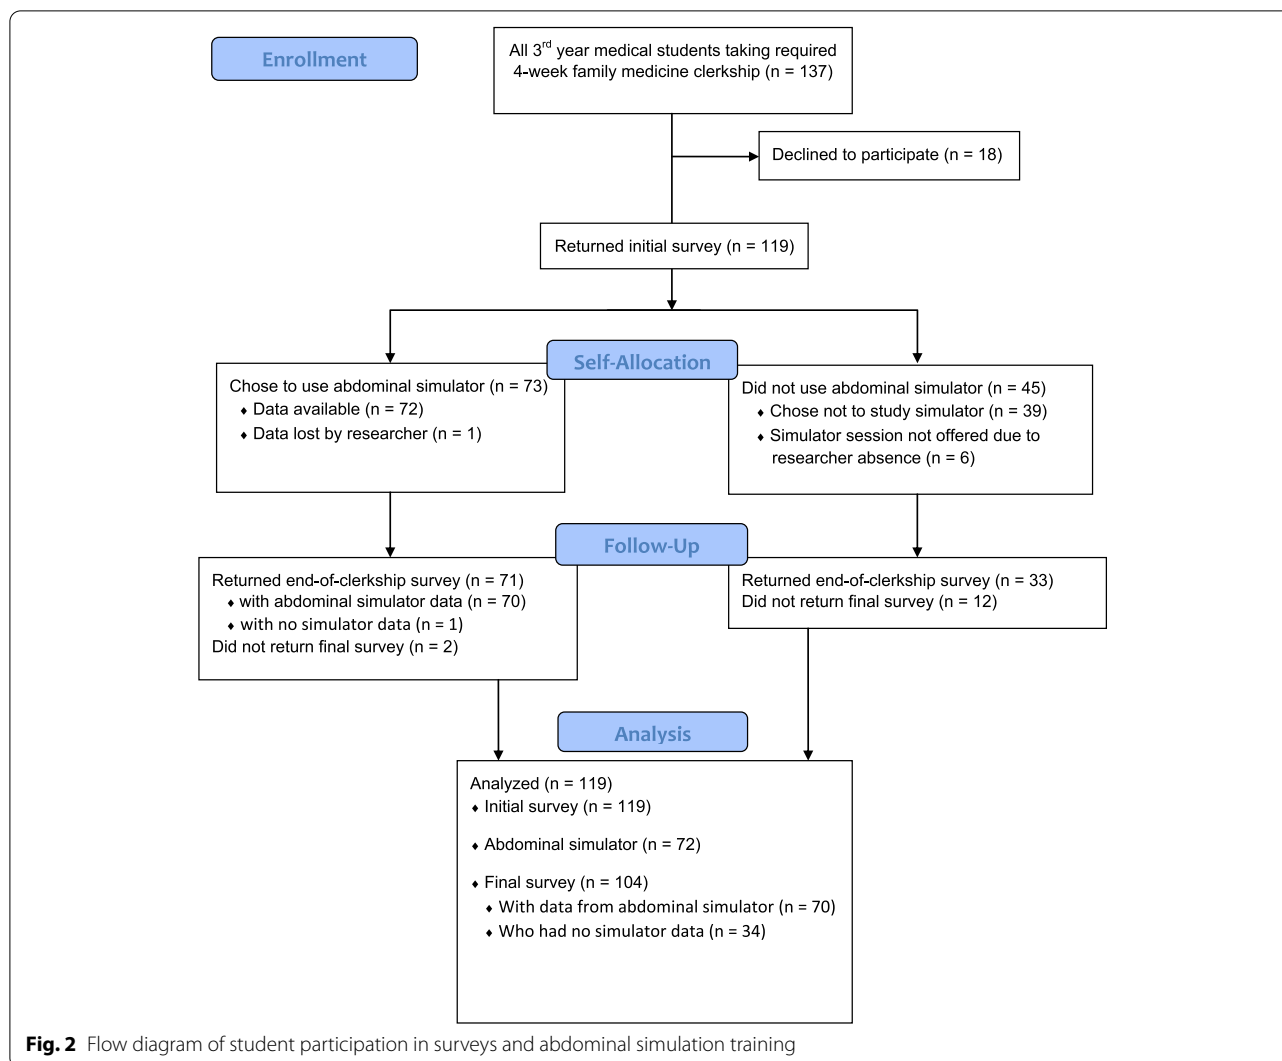 Enrollment
All 3rd year medical students taking required
4-week family medicine clerkship (n = 137)
Declined to participate (n = 18)
Returned initial survey (n = 119)
Self-Allocation
Chose to use abdominal simulator (n = 73)
♦ Data available (n = 72)
♦ Data lost by researcher (n = 1)
Did not use abdominal simulator (n = 45)
♦ Chose not to study simulator (n = 39)
♦ Simulator session not offered due to
researcher absence (n = 6)
Follow-Up
Returned end-of-clerkship survey (n = 71)
♦ with abdominal simulator data (n = 70)
♦ with no simulator data (n = 1)
Did not return final survey (n = 2)
Returned end-of-clerkship survey (n = 33)
Did not return final survey (n = 12)
Analysis
Analyzed (n = 119)
♦ Initial survey (n = 119)
♦ Abdominal simulator (n = 72)
♦ Final survey (n = 104)
♦ With data from abdominal simulator (n = 70)
♦ Who had no simulator data (n = 34)
Fig. 2 Flow diagram of student participation in surveys and abdominal simulation training